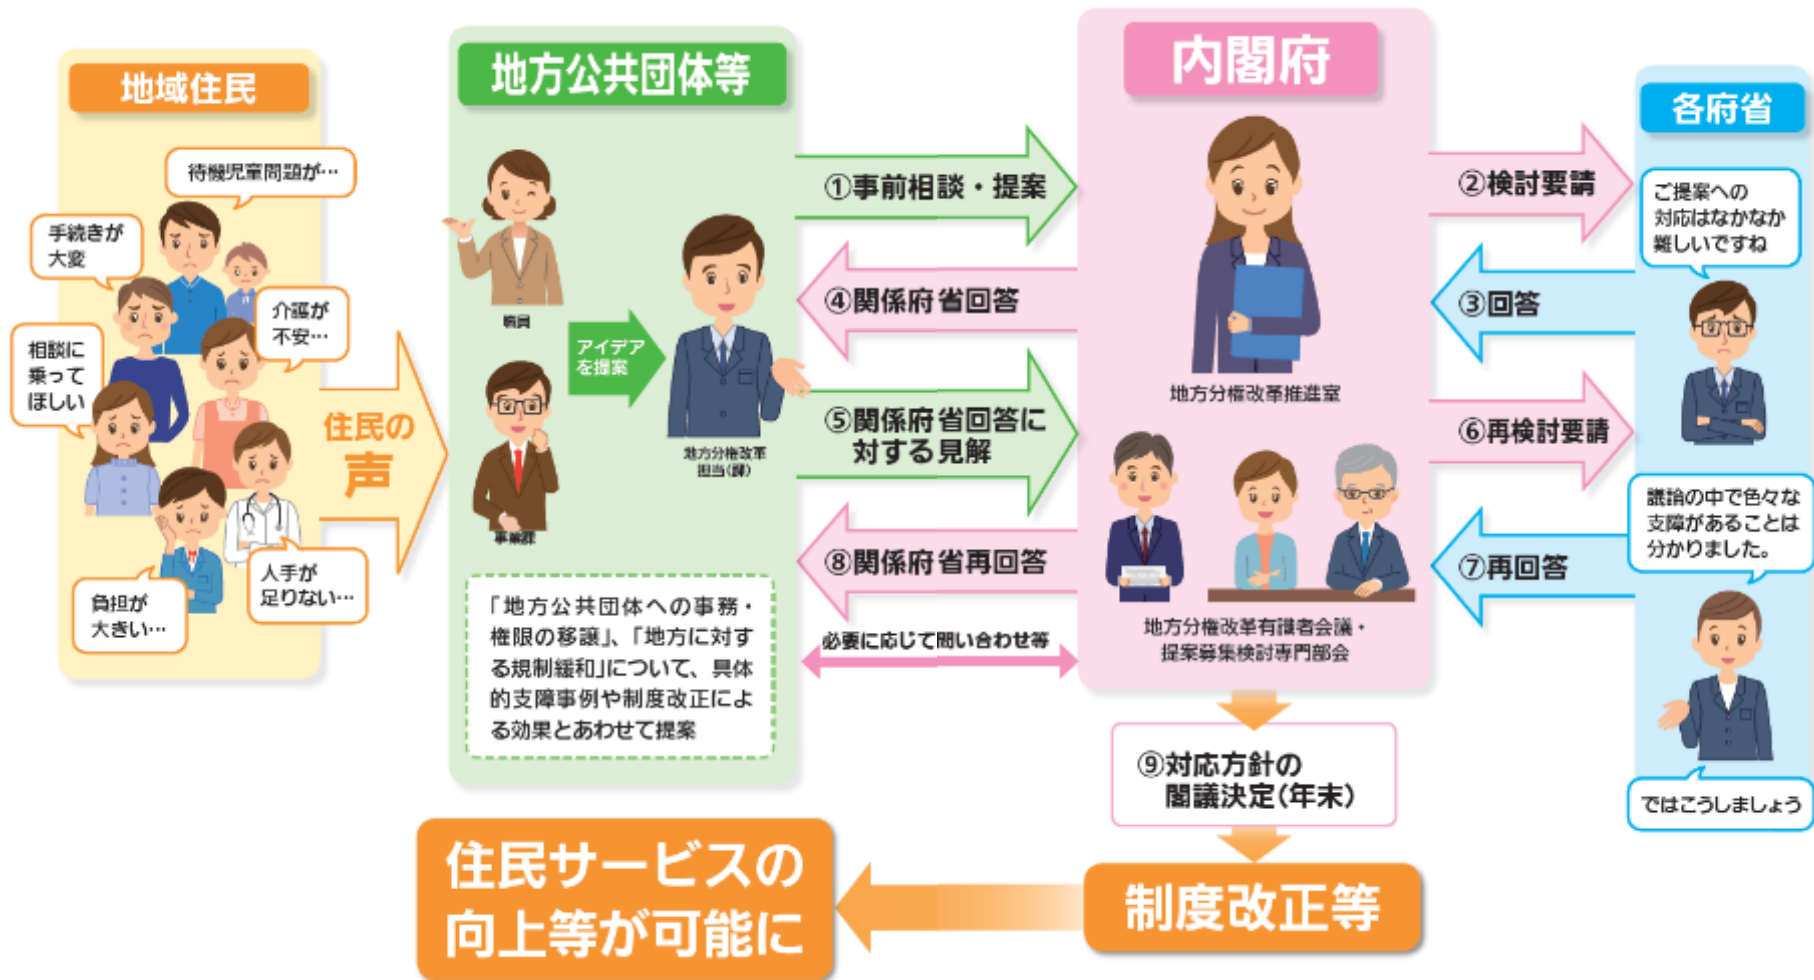 地域住民
待機児童問題が…
手続きが
大変
介護が
不安…
相談に
乗って
ほしい
人手が
足りない…
負担が
大きい…
住民の
声
地方公共団体等
職員
アイデア
を提案
事業課
地方分権改革
担当(課)
「地方公共団体への事務・
権限の移譲」、「地方に対す
る規制緩和」について、具体
的支障事例や制度改正によ
る効果とあわせて提案
①事前相談・提案
④関係府省回答
⑤関係府省回答に
対する見解
⑧関係府省再回答
必要に応じて問い合わせ等
内閣府
地方分権改革推進室
地方分権改革有識者会議・
提案募集検討専門部会
②検討要請
③回答
⑥再検討要請
⑦再回答
各府省
ご提案への
対応はなかなか
難しいですね
議論の中で色々な
支障があることは
分かりました。
ではこうしましょう
⑨対応方針の
閣議決定(年末)
制度改正等
住民サービスの
向上等が可能に